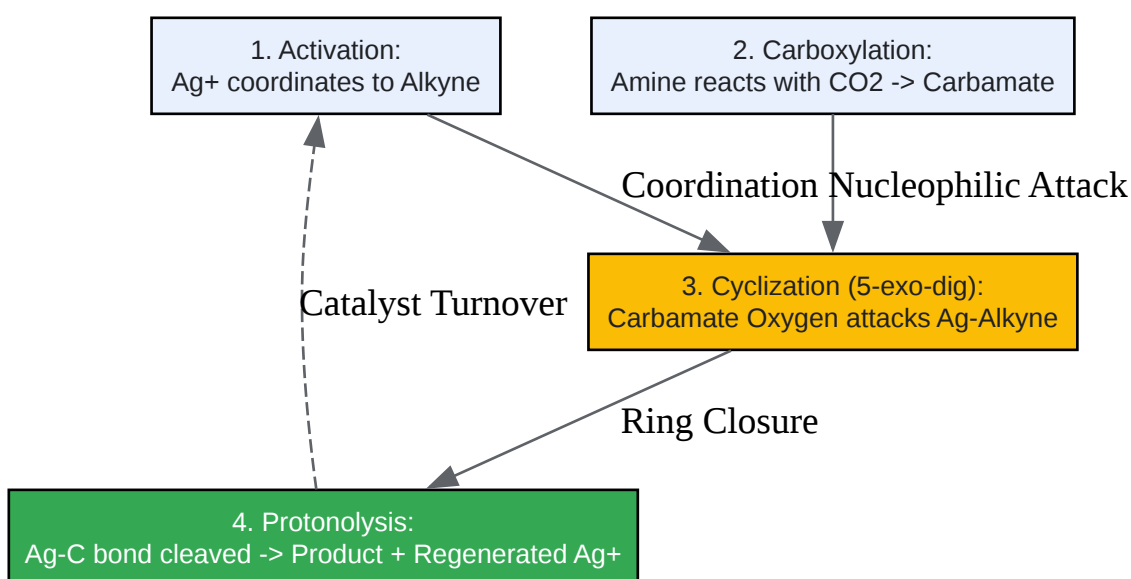 1. Activation:
Ag+ coordinates to Alkyne
2. Carboxylation:
Amine reacts with CO2 -> Carbamate
Coordination
Nucleophilic Attack
3. Cyclization (5-exo-dig):
Carbamate Oxygen attacks Ag-Alkyne
Catalyst Turnover
Ring Closure
4. Protonolysis:
Ag-C bond cleaved -> Product + Regenerated Ag+